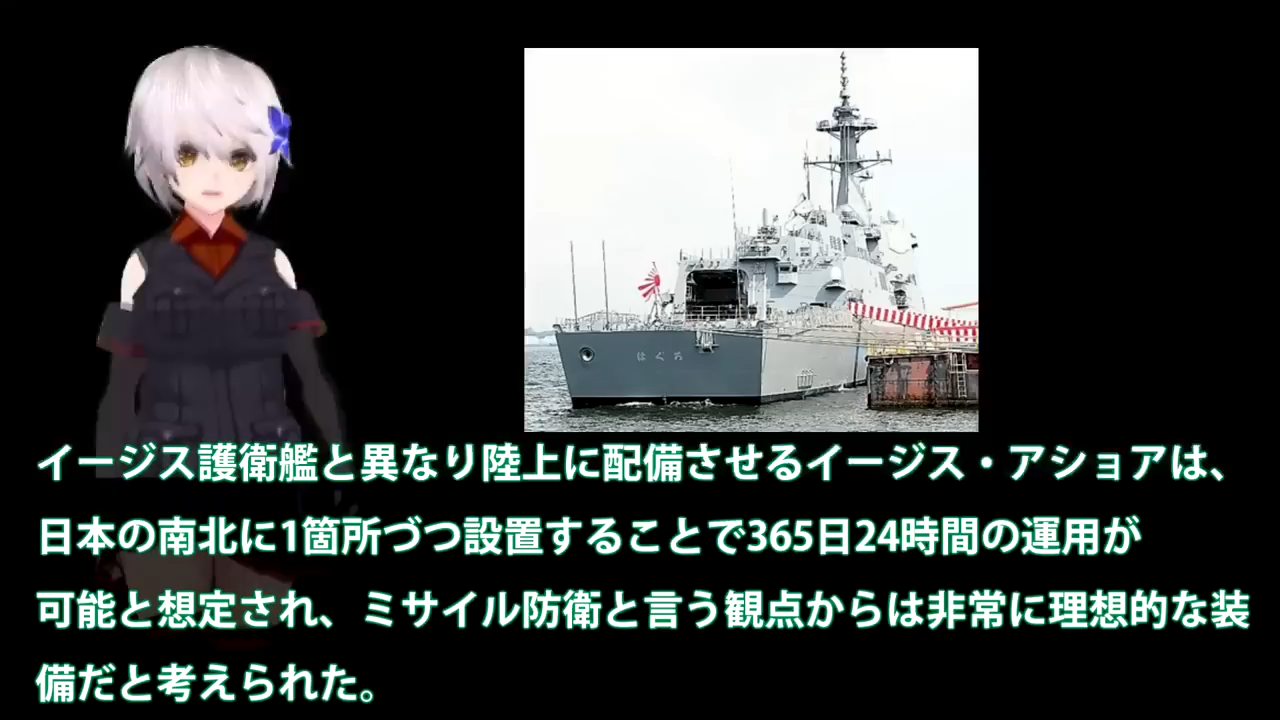 はぐろ
イージス護衛艦と異なり陸上に配備させるイージス・アショアは、
日本の南北に1箇所づつ設置することで365日24時間の運用が
可能と想定され、ミサイル防衛と言う観点からは非常に理想的な装
備だと考えられた。